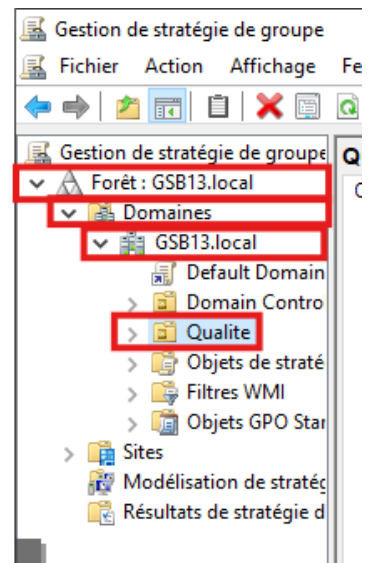 Gestion de stratégie de groupe
Fichier Action Affichage Fe
Gestion de stratégie de groupe Q
Forêt : GSB13.local
Domaines
GSB13.local
Default Domain
Domain Contro
Qualite
Objets de straté
Filtres WMI
Objets GPO Star
Sites
Modélisation de stratég
Résultats de stratégie d